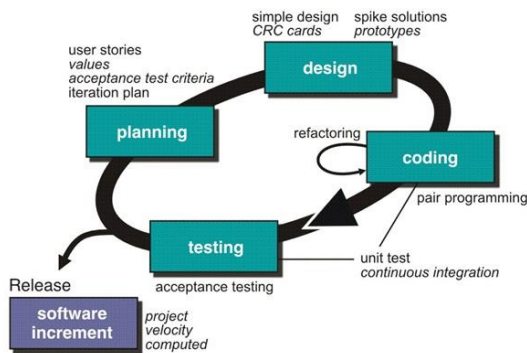 simple design
CRC cards
spike solutions
prototypes
design
user stories
values
acceptance test criteria
iteration plan
planning
refactoring
coding
pair programming
testing
acceptance testing
unit test
continuous integration
Release
software
increment
project
velocity
computed